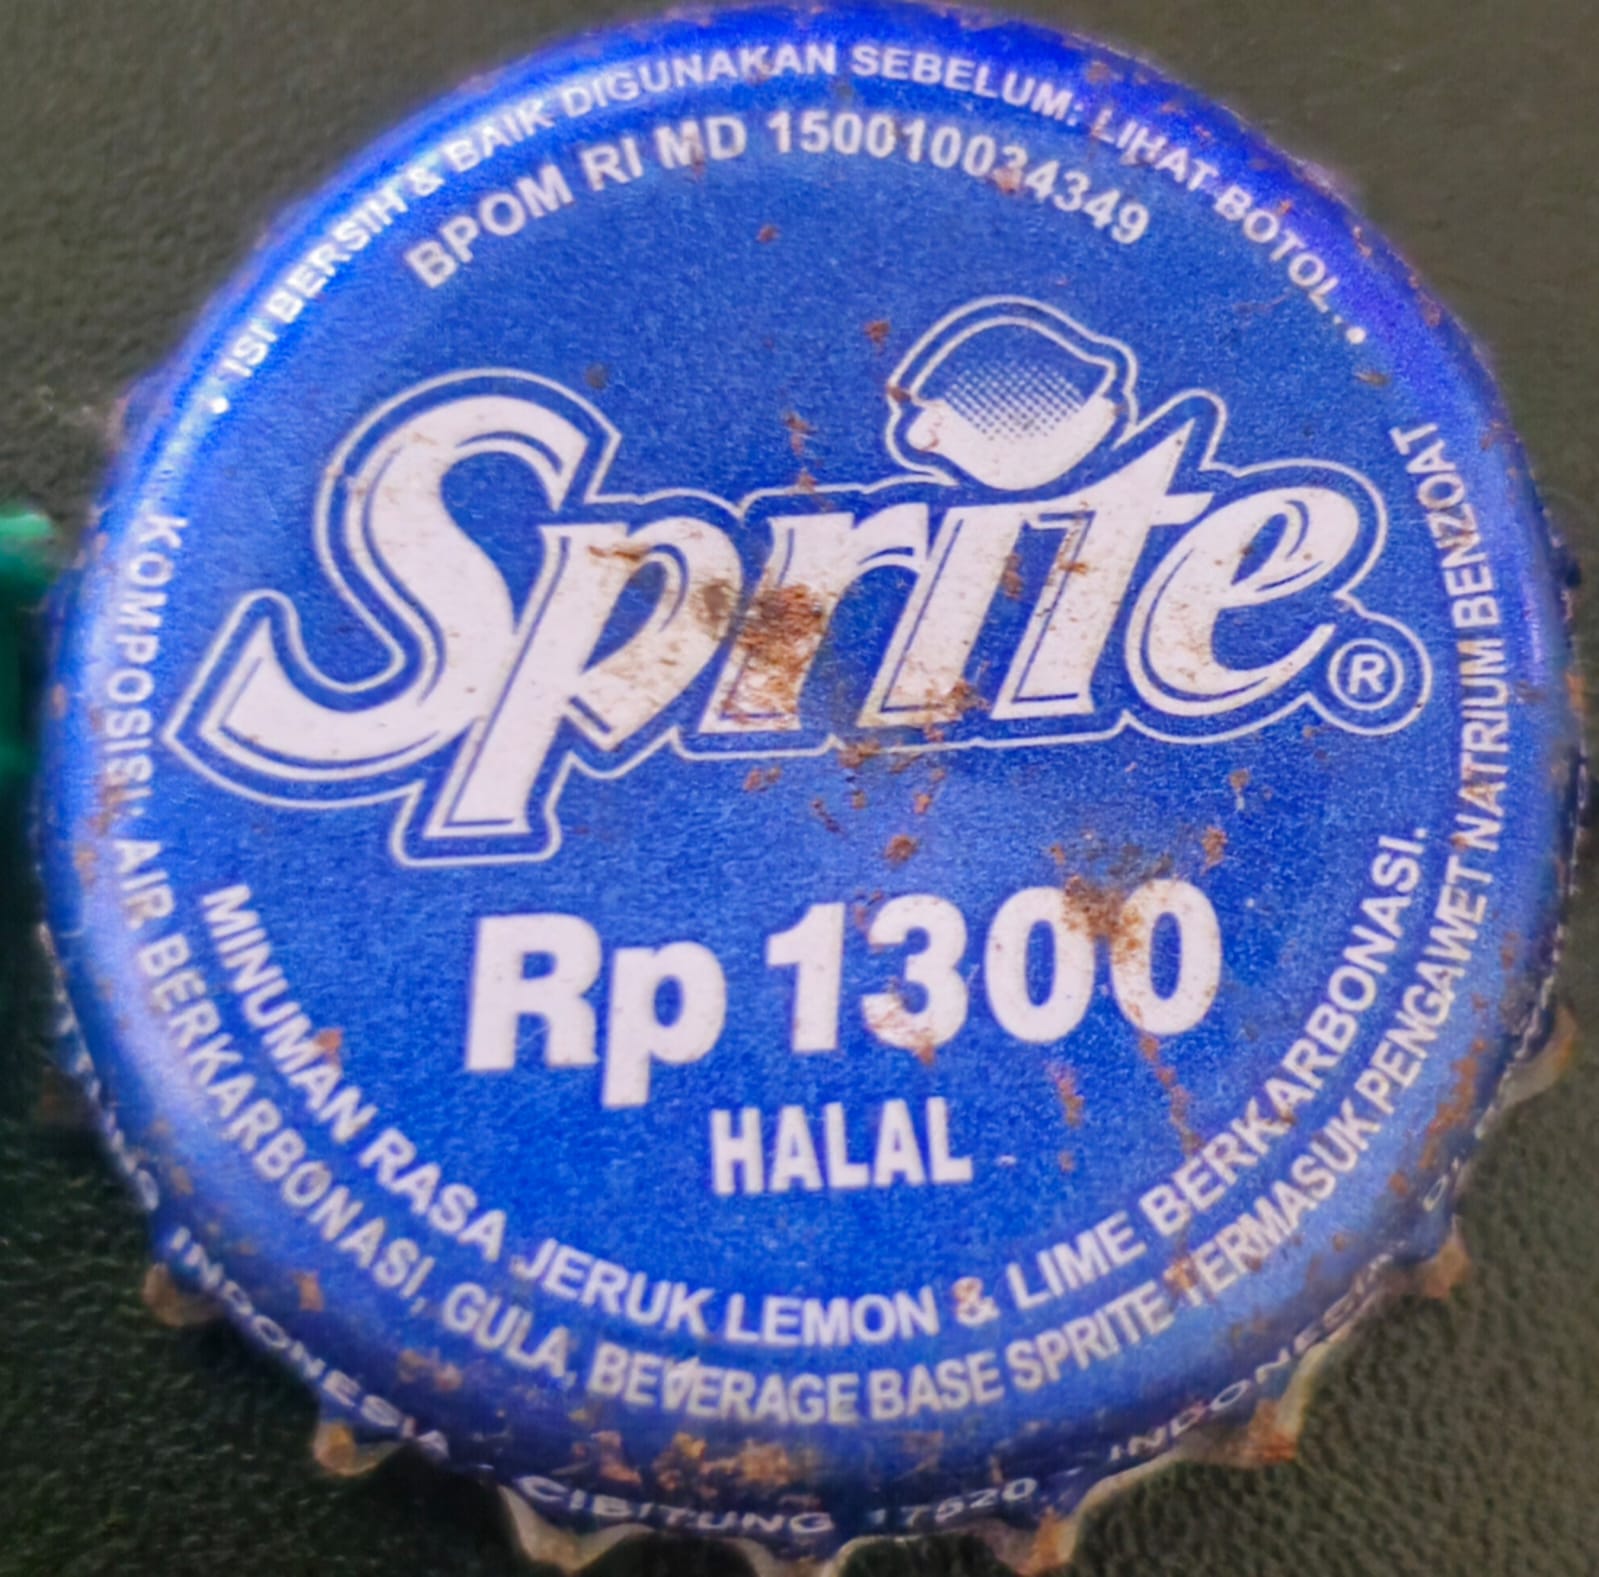 • ISI BERSIH & BAIK DIGUNAKAN SEBELUM: LIHAT BOTOL. •
BPOM RI MD 150010034349
Sprite®
Rp 1300
HALAL
MINUMAN RASA JERUK LEMON & LIME BERKARBONASI.
KOMPOSISI: AIR BERKARBONASI, GULA, BEVERAGE BASE SPRITE TERMASUK PENGAWET NATRIUM BENZOAT
INDONESIA CIBITUNG 17520 - INDONESIA